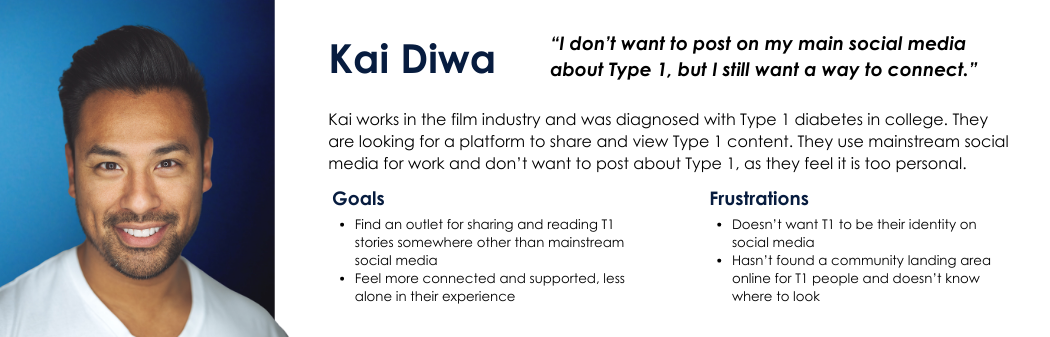 Kai Diwa
“I don’t want to post on my main social media
about Type 1, but I still want a way to connect.”
Kai works in the film industry and was diagnosed with Type 1 diabetes in college. They
are looking for a platform to share and view Type 1 content. They use mainstream social
media for work and don’t want to post about Type 1, as they feel it is too personal.
Goals
• Find an outlet for sharing and reading T1
stories somewhere other than mainstream
social media
• Feel more connected and supported, less
alone in their experience
Frustrations
• Doesn’t want T1 to be their identity on
social media
• Hasn’t found a community landing area
online for T1 people and doesn’t know
where to look